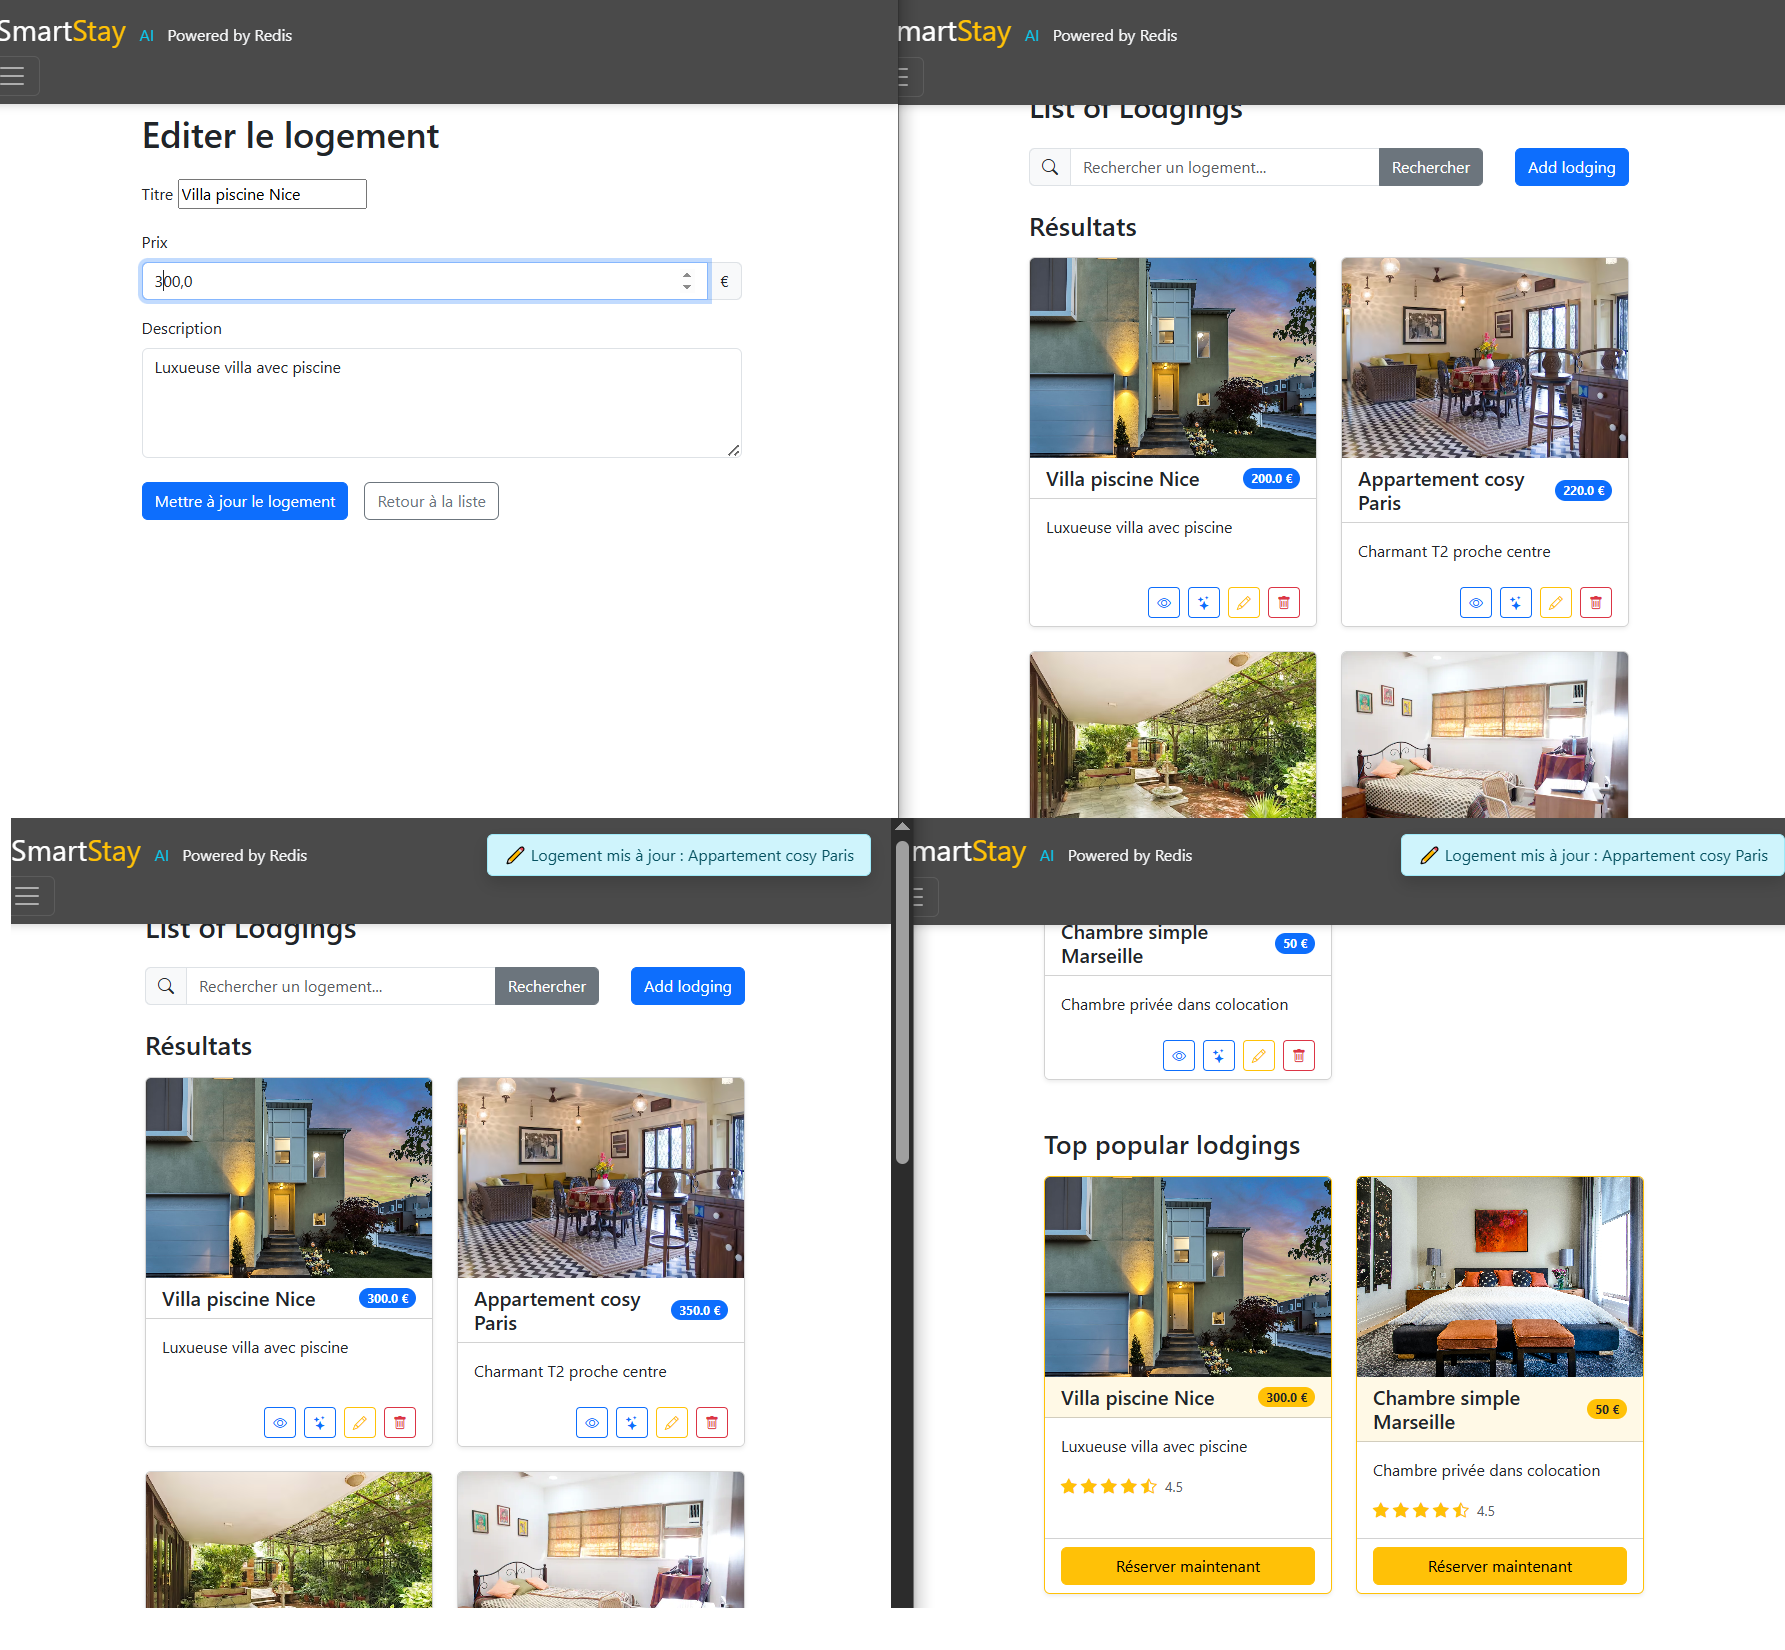 SmartStay AI Powered by Redis
Editer le logement
Titre Villa piscine Nice
Prix
300,0 €
Description
Luxueuse villa avec piscine
Mettre à jour le logement Retour à la liste
martStay AI Powered by Redis
List of Lodgings
Rechercher un logement... Rechercher Add lodging
Résultats
Villa piscine Nice 200.0 €
Luxueuse villa avec piscine
Appartement cosy
Paris
220.0 €
Charmant T2 proche centre
SmartStay AI Powered by Redis
Logement mis à jour : Appartement cosy Paris
List of Lodgings
Rechercher un logement... Rechercher Add lodging
Résultats
Villa piscine Nice 300.0 €
Luxueuse villa avec piscine
Appartement cosy
Paris
350.0 €
Charmant T2 proche centre
martStay AI Powered by Redis
Logement mis à jour : Appartement cosy Paris
Chambre simple
Marseille
50 €
Chambre privée dans colocation
Top popular lodgings
Villa piscine Nice 300.0 €
Luxueuse villa avec piscine
4.5
Réserver maintenant
Chambre simple
Marseille
50 €
Chambre privée dans colocation
4.5
Réserver maintenant